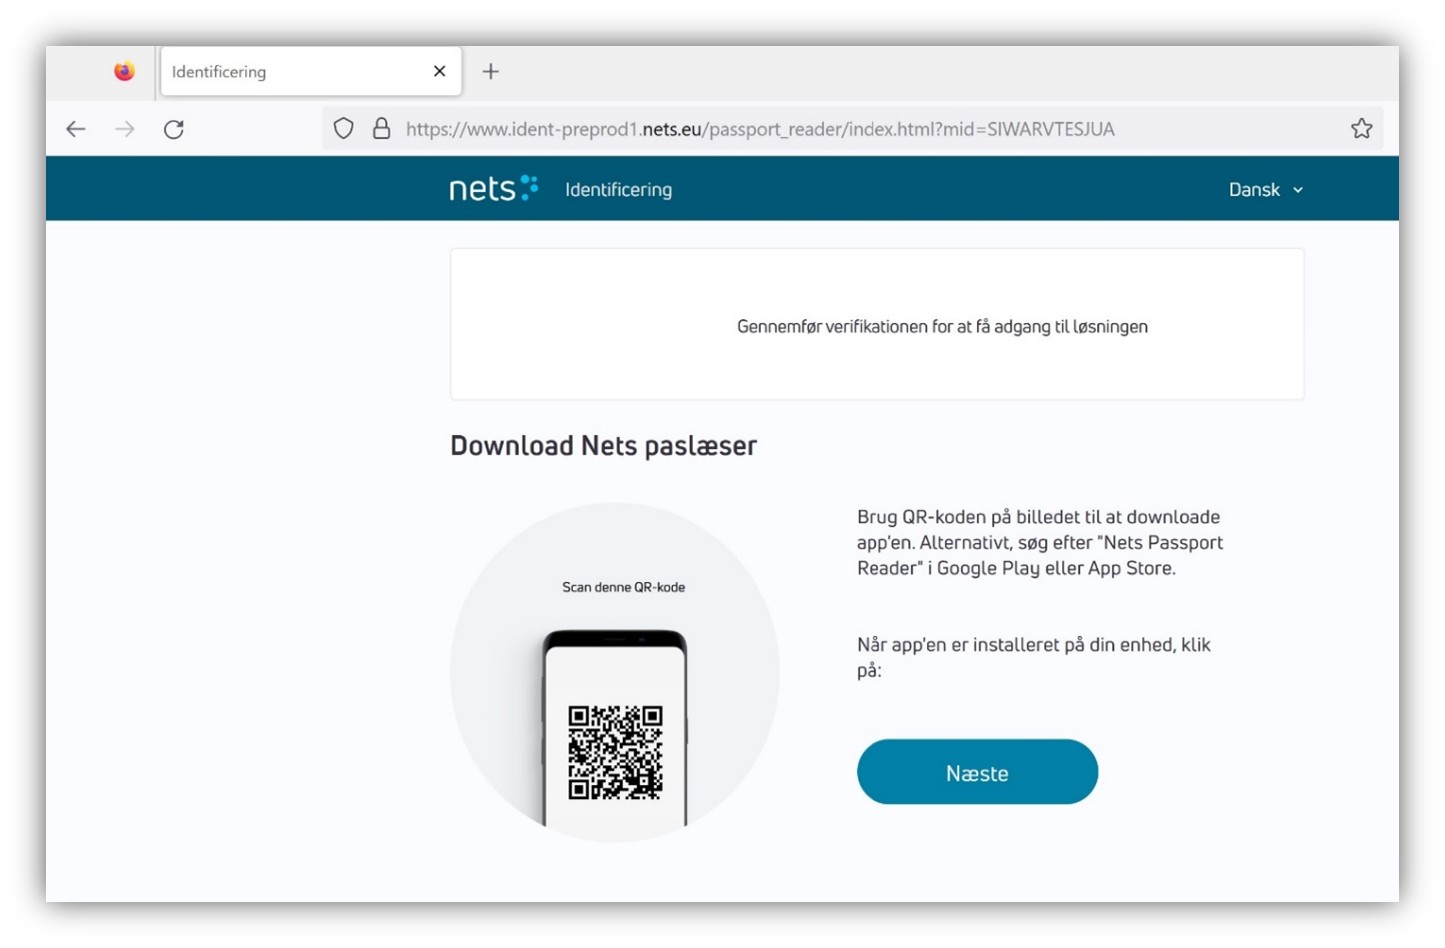 Identificering
https://www.ident-preprod1.nets.eu/passport_reader/index.html?mid=SIWARVTESJUA
nets Identificering Dansk
Gennemfør verifikationen for at få adgang til løsningen
Download Nets paslæser
Scan denne QR-kode
Brug QR-koden på billedet til at downloade
app'en. Alternativt, søg efter "Nets Passport
Reader" i Google Play eller App Store.
Når app'en er installeret på din enhed, klik
på:
Næste